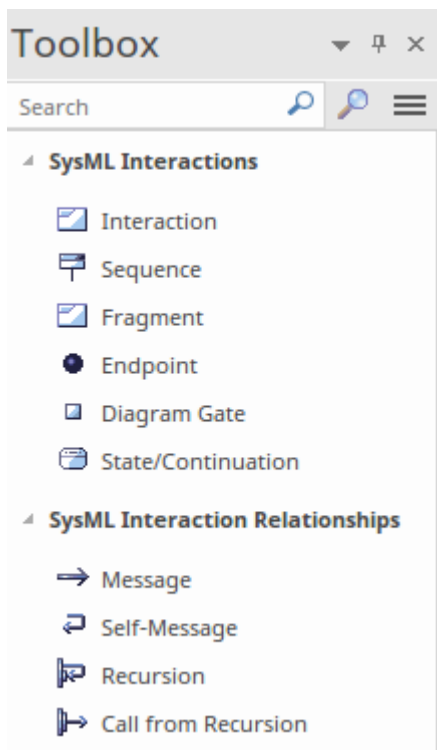 Toolbox
Search
SysML Interactions
Interaction
Sequence
Fragment
Endpoint
Diagram Gate
State/Continuation
SysML Interaction Relationships
Message
Self-Message
Recursion
Call from Recursion